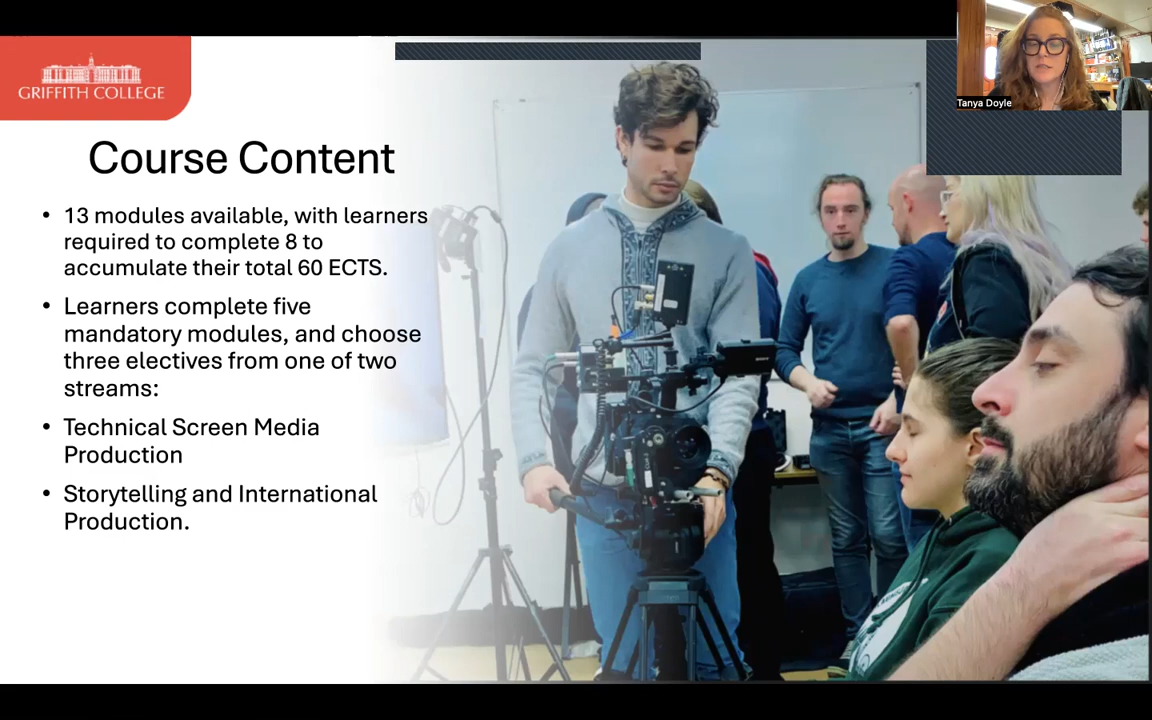 GRIFFITH COLLEGE
Tanya Doyle
Course Content
• 13 modules available, with learners
required to complete 8 to
accumulate their total 60 ECTS.
• Learners complete five
mandatory modules, and choose
three electives from one of two
streams:
• Technical Screen Media
Production
• Storytelling and International
Production.